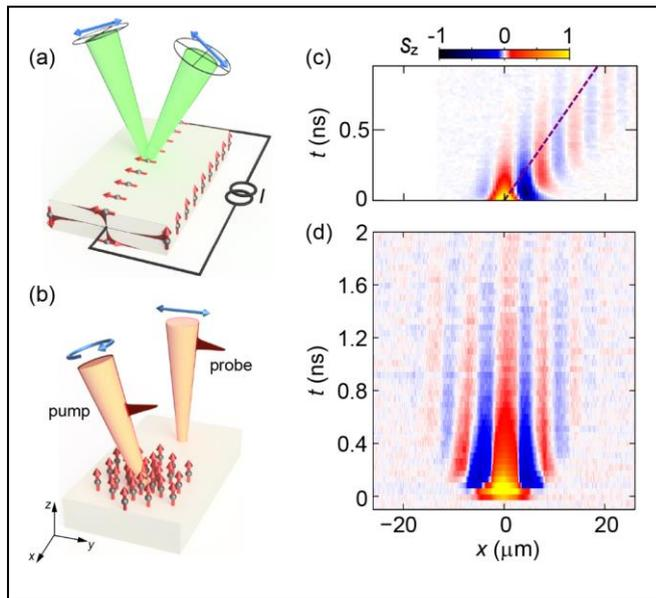 (a)
I
(b)
pump
probe
z
y
x
Sz
-1 0 1
(c)
t (ns)
0.5
0
(d)
t (ns)
2
1.6
1.2
0.8
0.4
0
−20 0 20
x (μm)